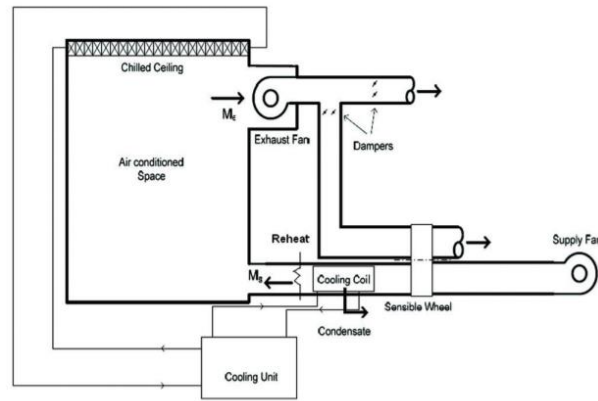 Chilled Ceiling
Mₑ
Exhaust Fan
Dampers
Air conditioned
Space
Reheat
Supply Fan
Mₛ
Cooling Coil
Sensible Wheel
Condensate
Cooling Unit